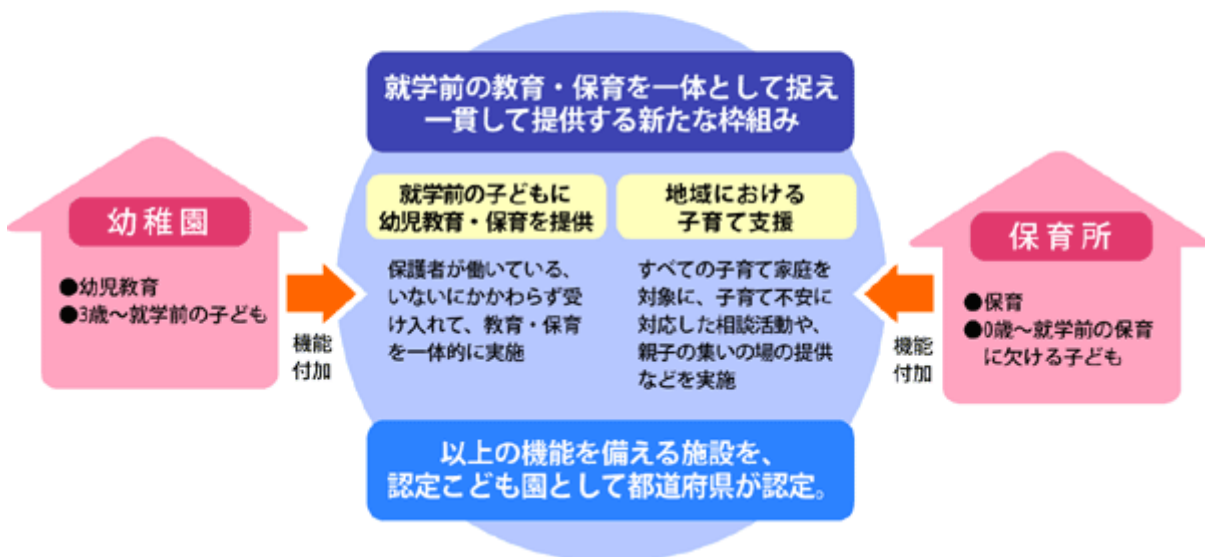 就学前の教育・保育を一体として捉え
一貫して提供する新たな枠組み
幼稚園
●幼児教育
●3歳～就学前の子ども
機能
付加
就学前の子どもに
幼児教育・保育を提供
保護者が働いている、
いないにかかわらず受
け入れて、教育・保育
を一体的に実施
地域における
子育て支援
すべての子育て家庭を
対象に、子育て不安に
対応した相談活動や、
親子の集いの場の提供
などを実施
保育所
●保育
●0歳～就学前の保育
に欠ける子ども
機能
付加
以上の機能を備える施設を、
認定こども園として都道府県が認定。